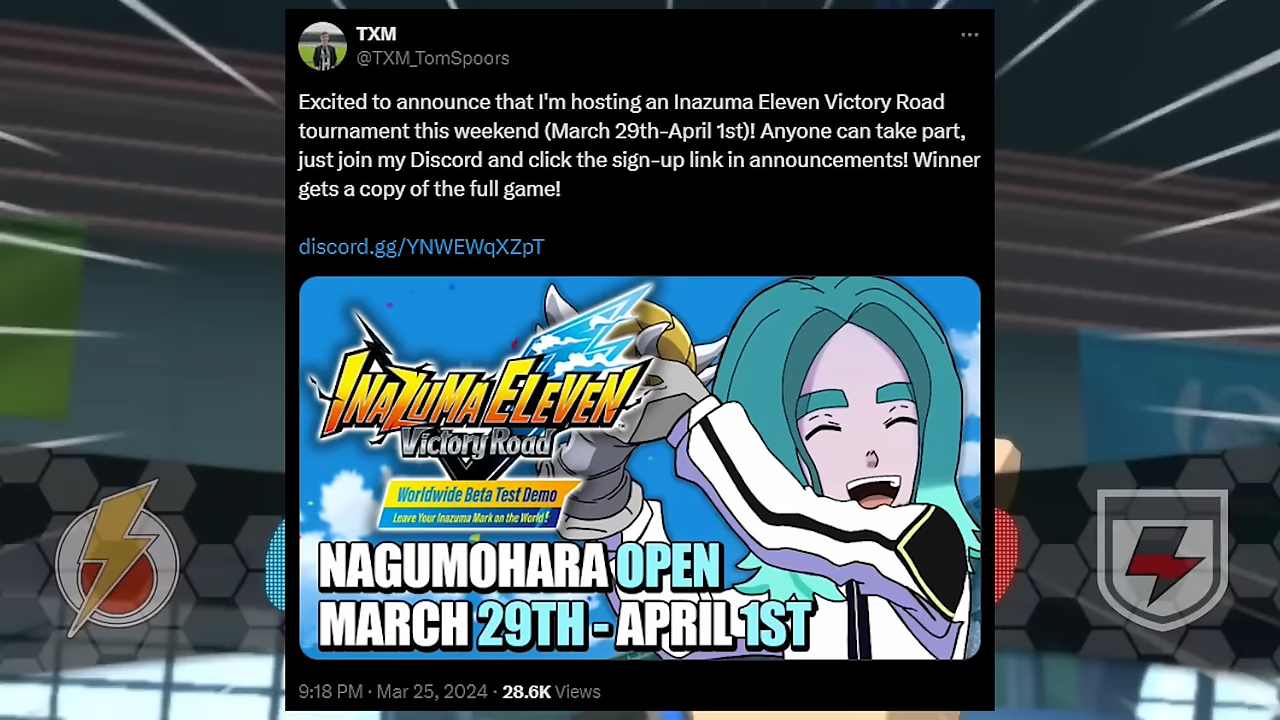 TXM
@TXM_TomSpoors
Excited to announce that I'm hosting an Inazuma Eleven Victory Road
tournament this weekend (March 29th-April 1st)! Anyone can take part,
just join my Discord and click the sign-up link in announcements! Winner
gets a copy of the full game!
discord.gg/YNWEWqXZpT
INAZUMA ELEVEN
Victory Road
Worldwide Beta Test Demo
Leave Your Inazuma Mark on the World!
NAGUMOHARA OPEN
MARCH 29TH - APRIL 1ST
9:18 PM · Mar 25, 2024 · 28.6K Views